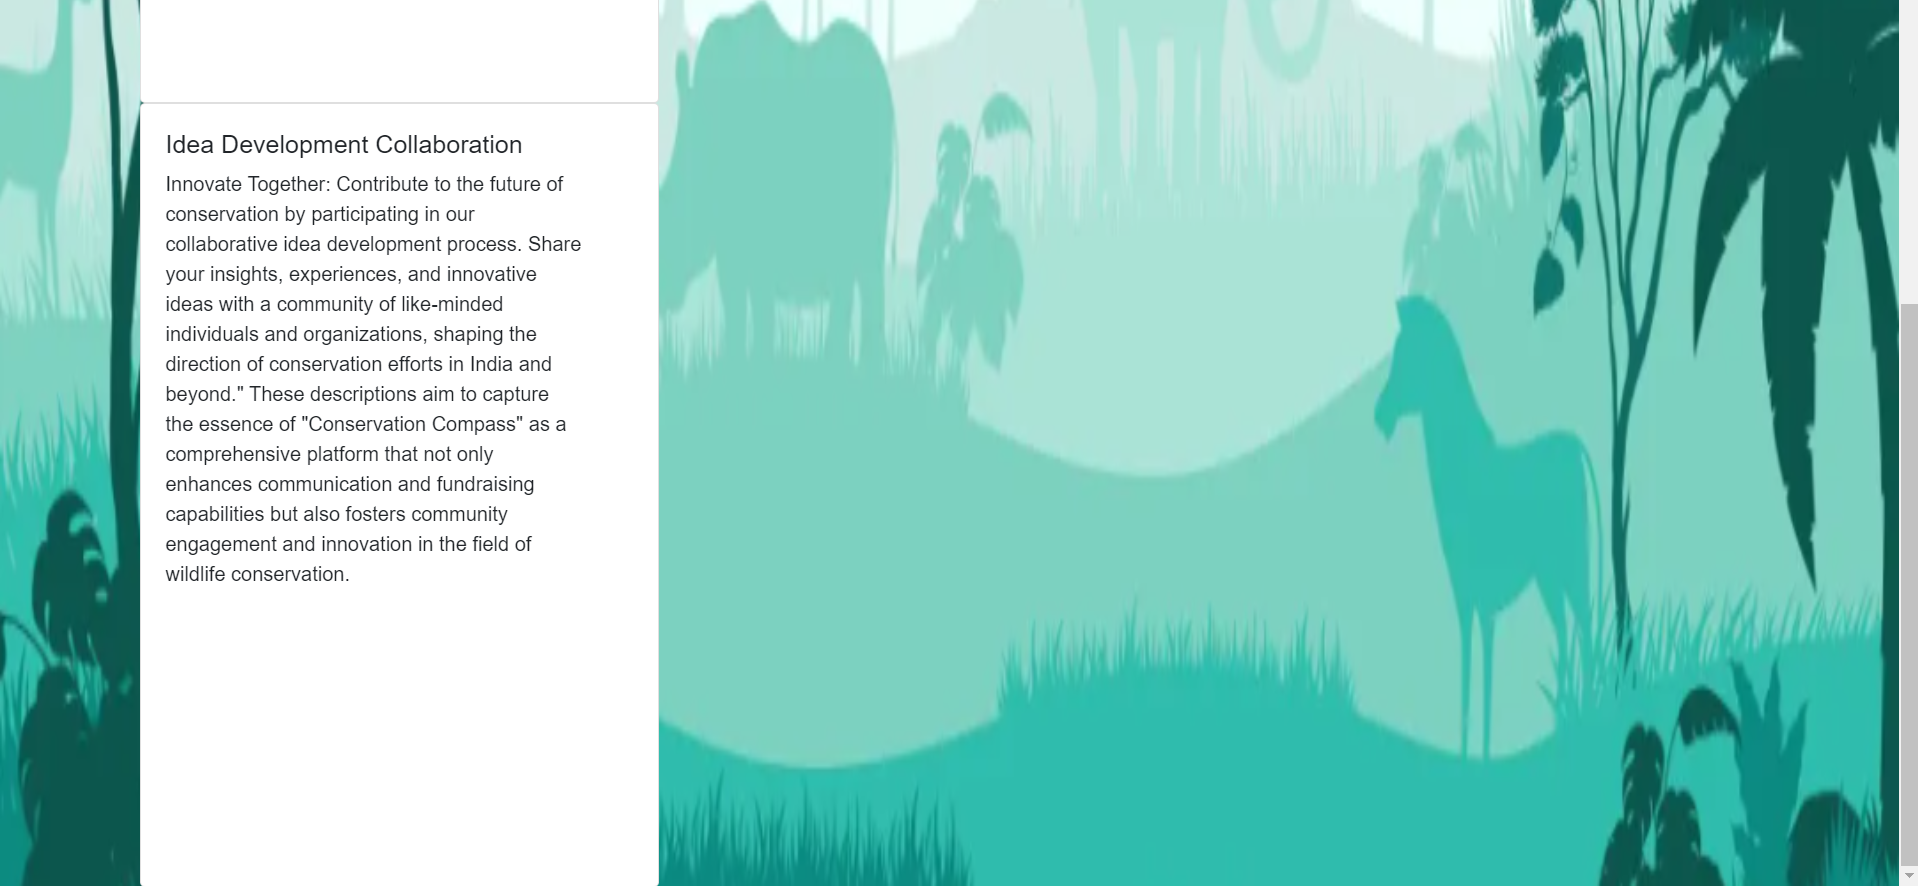 Idea Development Collaboration
Innovate Together: Contribute to the future of
conservation by participating in our
collaborative idea development process. Share
your insights, experiences, and innovative
ideas with a community of like-minded
individuals and organizations, shaping the
direction of conservation efforts in India and
beyond." These descriptions aim to capture
the essence of "Conservation Compass" as a
comprehensive platform that not only
enhances communication and fundraising
capabilities but also fosters community
engagement and innovation in the field of
wildlife conservation.